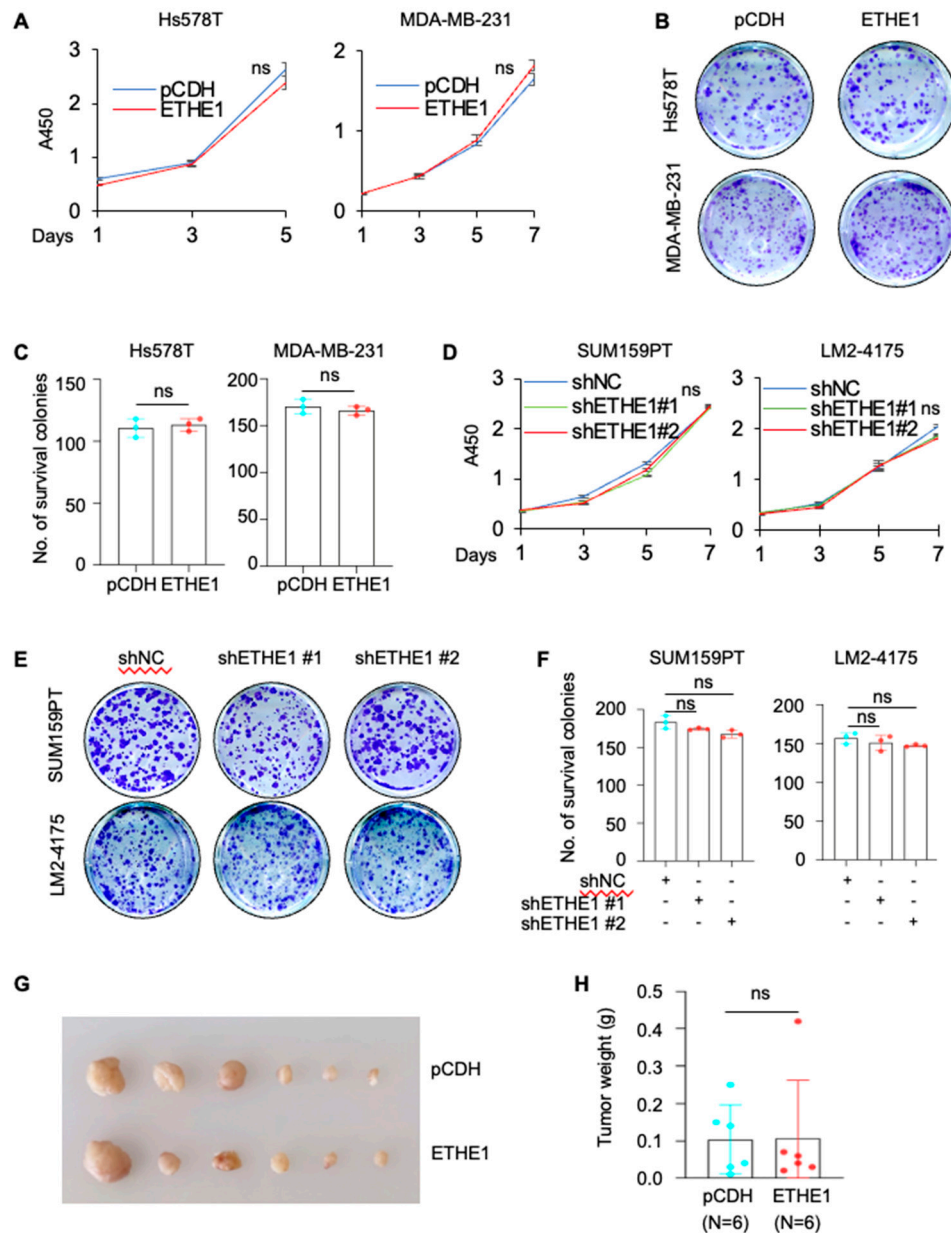 A
Hs578T
MDA-MB-231
3
2
1
0
A450
pCDH
ETHE1
ns
Days
1
3
5
2
1
0
pCDH
ETHE1
ns
1
3
5
7
B
pCDH
ETHE1
Hs578T
MDA-MB-231
C
Hs578T
MDA-MB-231
No. of survival colonies
150
100
50
0
ns
pCDH ETHE1
200
150
100
50
0
ns
pCDH ETHE1
D
SUM159PT
LM2-4175
A450
3
2
1
0
shNC
shETHE1#1
shETHE1#2
ns
Days
1
3
5
7
3
2
1
0
shNC
shETHE1#1
shETHE1#2
ns
1
3
5
7
E
shNC
shETHE1 #1
shETHE1 #2
SUM159PT
LM2-4175
F
SUM159PT
LM2-4175
No. of survival colonies
200
150
100
50
0
ns
ns
200
150
100
50
0
ns
ns
shNC + - - + - -
shETHE1 #1 - + - - + -
shETHE1 #2 - - + - - +
G
pCDH
ETHE1
H
Tumor weight (g)
0.5
0.4
0.3
0.2
0.1
0.0
ns
pCDH ETHE1
(N=6) (N=6)